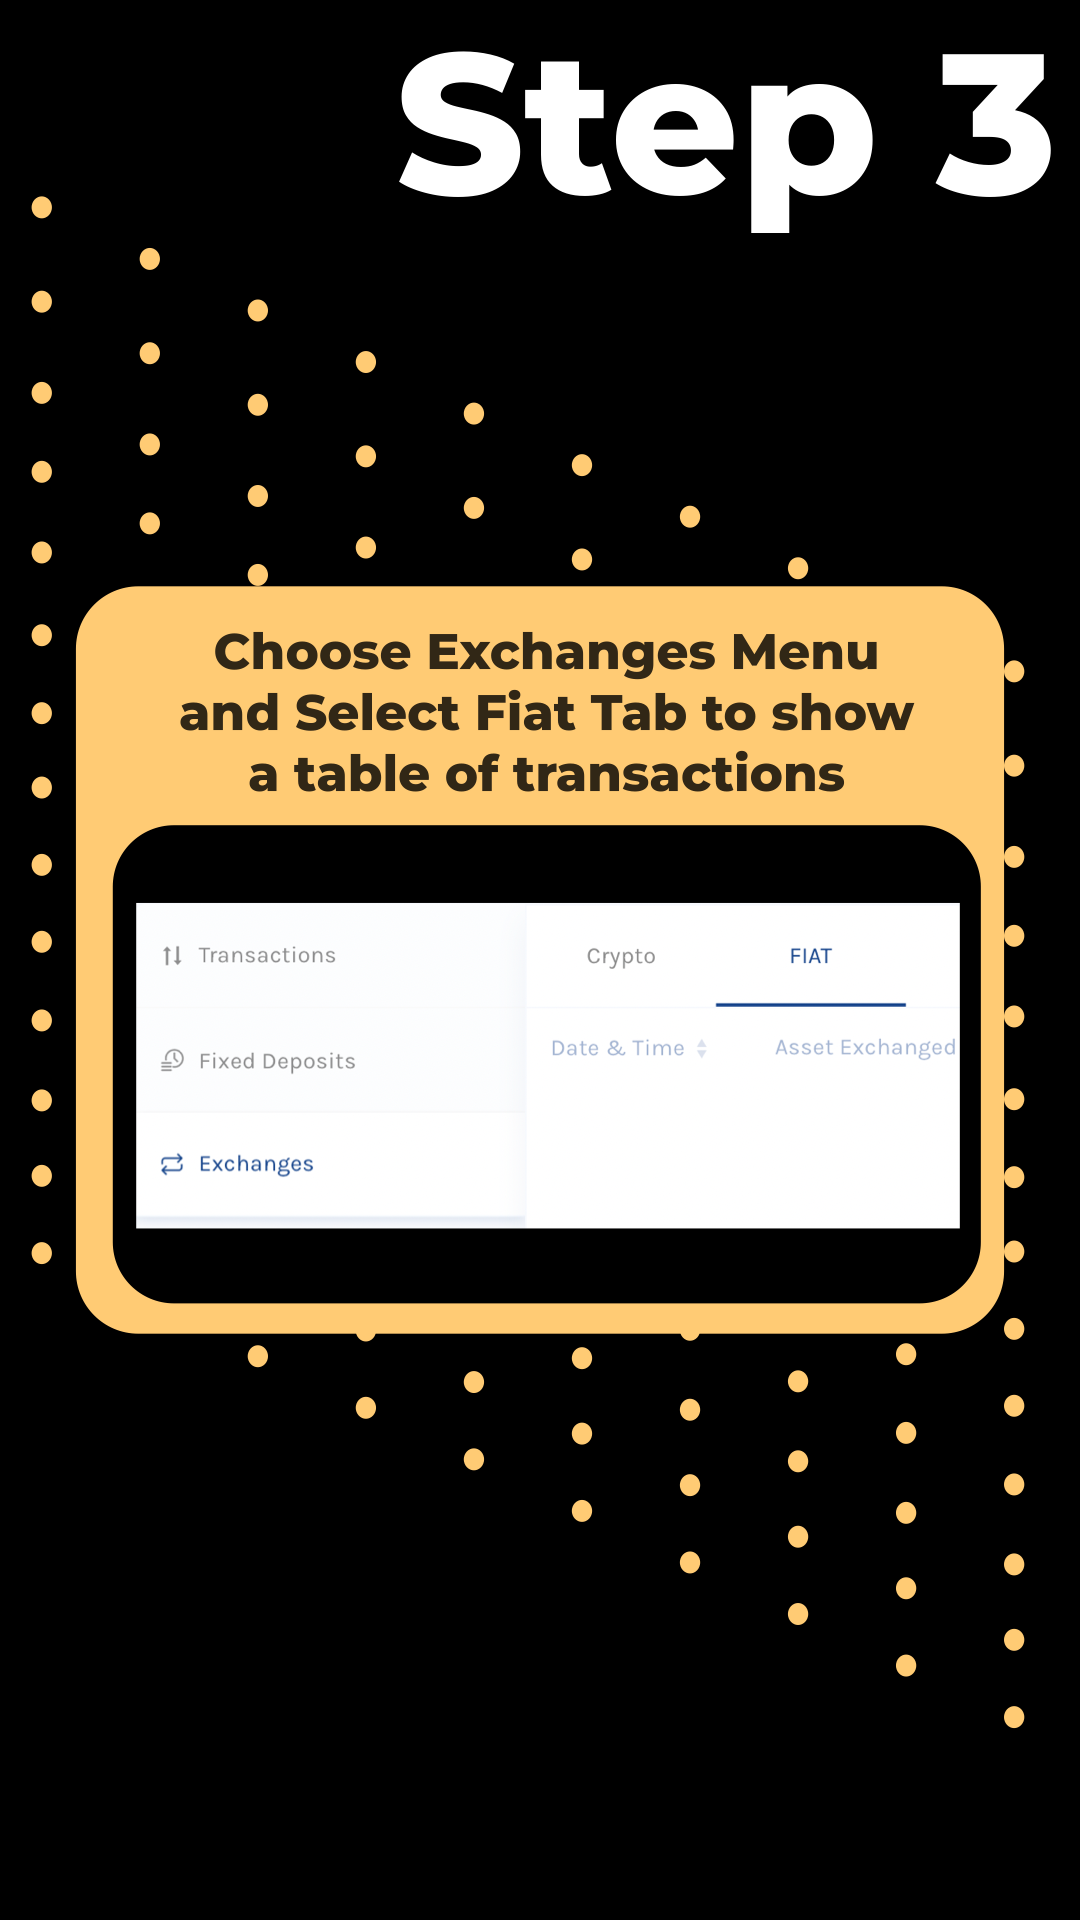 Step 3
Choose Exchanges Menu
and Select Fiat Tab to show
a table of transactions
Transactions
Fixed Deposits
Exchanges
Crypto FIAT
Date & Time Asset Exchanged